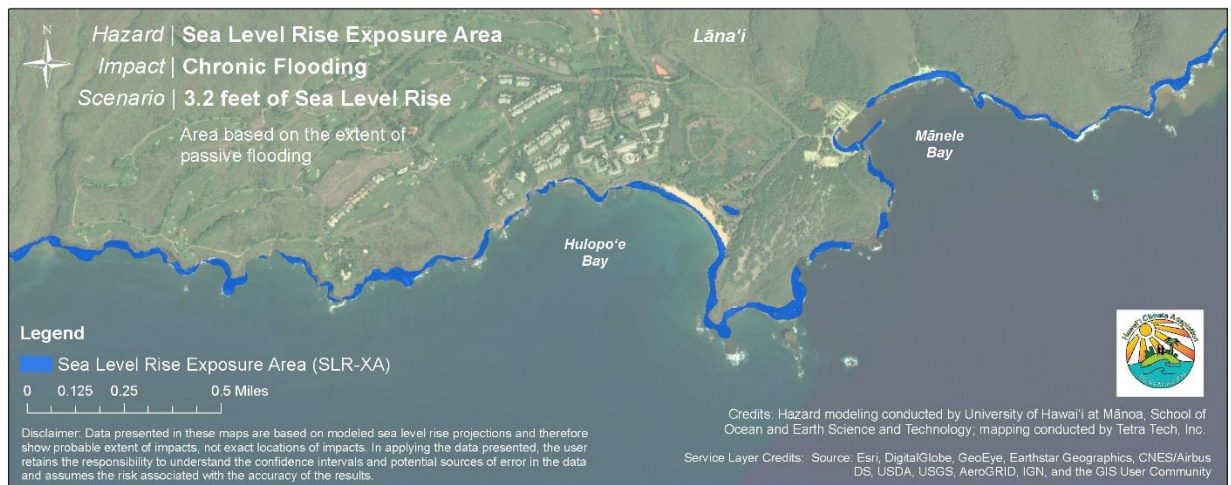 N
Hazard | Sea Level Rise Exposure Area
Impact | Chronic Flooding
Scenario | 3.2 feet of Sea Level Rise
Area based on the extent of
passive flooding
Lānaʻi
Mānele
Bay
Hulopoʻe
Bay
Legend
Sea Level Rise Exposure Area (SLR-XA)
0 0.125 0.25 0.5 Miles
Disclaimer: Data presented in these maps are based on modeled sea level rise projections and therefore
show probable extent of impacts, not exact locations of impacts. In applying the data presented, the user
retains the responsibility to understand the confidence intervals and potential sources of error in the data
and assumes the risk associated with the accuracy of the results.
Hawaiʻi Climate Adaptation
Credits: Hazard modeling conducted by University of Hawaiʻi at Mānoa, School of
Ocean and Earth Science and Technology; mapping conducted by Tetra Tech, Inc.
Service Layer Credits: Source: Esri, DigitalGlobe, GeoEye, Earthstar Geographics, CNES/Airbus
DS, USDA, USGS, AeroGRID, IGN, and the GIS User Community